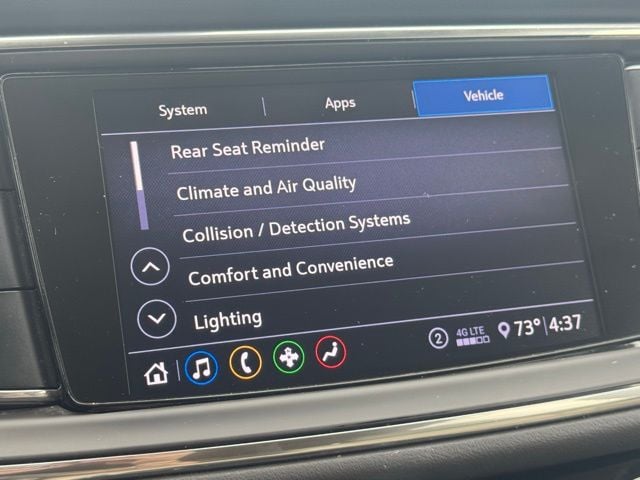 System Apps Vehicle
Rear Seat Reminder
Climate and Air Quality
Collision / Detection Systems
Comfort and Convenience
Lighting
2 4G LTE 73° 4:37